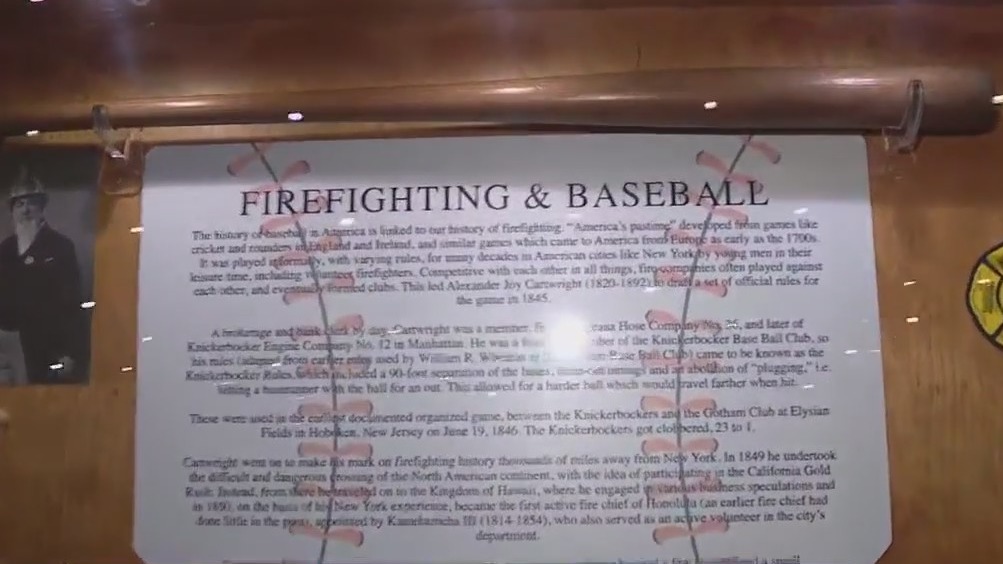 FIREFIGHTING & BASEBALL
The history of baseball in America is linked to our history of firefighting. "America's pastime" developed from games like
cricket and rounders in England and Ireland, and similar games which came to America from Europe as early as the 1700s.
It was played informally, with varying rules, for many decades in American cities like New York by young men in their
leisure time, including volunteer firefighters. Competitive with each other in all things, fire companies often played against
each other, and eventually formed clubs. This led Alexander Joy Cartwright (1820-1892) to draft a set of official rules for
the game in 1845.
A brokerage and bank clerk by day, Cartwright was a member, Hose Company No. and later of
Knickerbocker Engine Company No. 12 in Manhattan. He was a of the Knickerbocker Base Ball Club, so
his rules (adapted from earlier rules used by William R. Base Ball Club) came to be known as the
Knickerbocker Rules, which included a 90-foot separation of the bases, innings and an abolition of "plugging," i.e.
hitting a baserunner with the ball for an out. This allowed for a harder ball which would travel farther when hit.
These were used in the earliest documented organized game, between the Knickerbockers and the Gotham Club at Elysian
Fields in Hoboken, New Jersey on June 19, 1846. The Knickerbockers got clobbered, 23 to 1.
Cartwright went on to make his mark on firefighting history thousands of miles away from New York. In 1849 he undertook
the difficult and dangerous crossing of the North American continent, with the idea of participating in the California Gold
Rush. Instead, from there he traveled on to the Kingdom of Hawaii, where he engaged in various business speculations and
in 1850, on the basis of his New York experience, became the first active fire chief of Honolulu (an earlier fire chief had
done little in the post), appointed by Kamehameha III (1814-1854), who also served as an active volunteer in the city's
department.